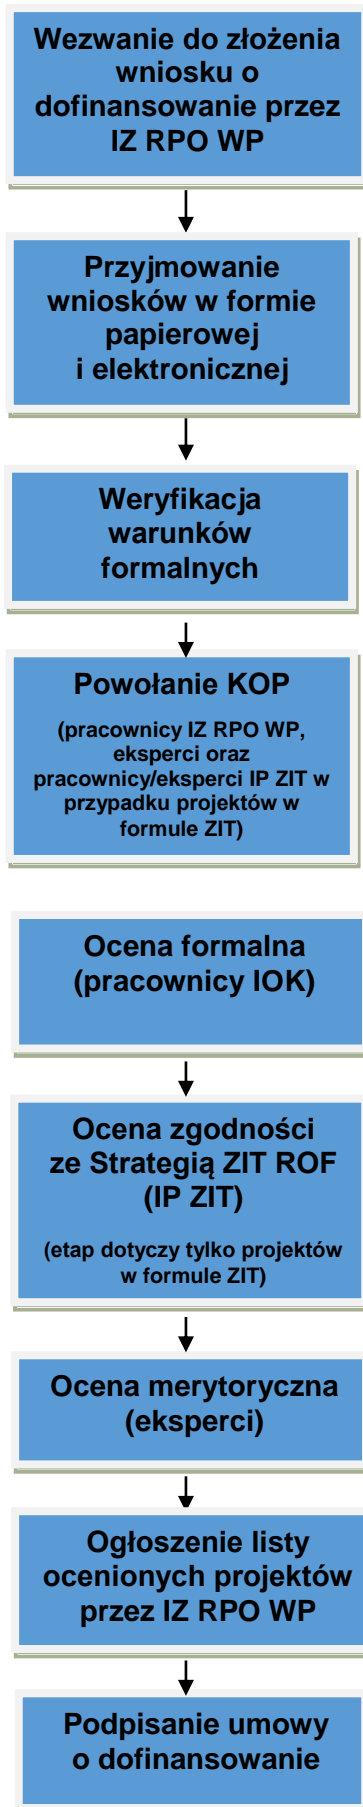 Wezwanie do złożenia
wniosku o
dofinansowanie przez
IZ RPO WP
Przyjmowanie
wniosków w formie
papierowej
i elektronicznej
Weryfikacja
warunków
formalnych
Powołanie KOP
(pracownicy IZ RPO WP,
eksperci oraz
pracownicy/eksperci IP ZIT w
przypadku projektów w
formule ZIT)
Ocena formalna
(pracownicy IOK)
Ocena zgodności
ze Strategią ZIT ROF
(IP ZIT)
(etap dotyczy tylko projektów
w formule ZIT)
Ocena merytoryczna
(eksperci)
Ogłoszenie listy
ocenionych projektów
przez IZ RPO WP
Podpisanie umowy
o dofinansowanie